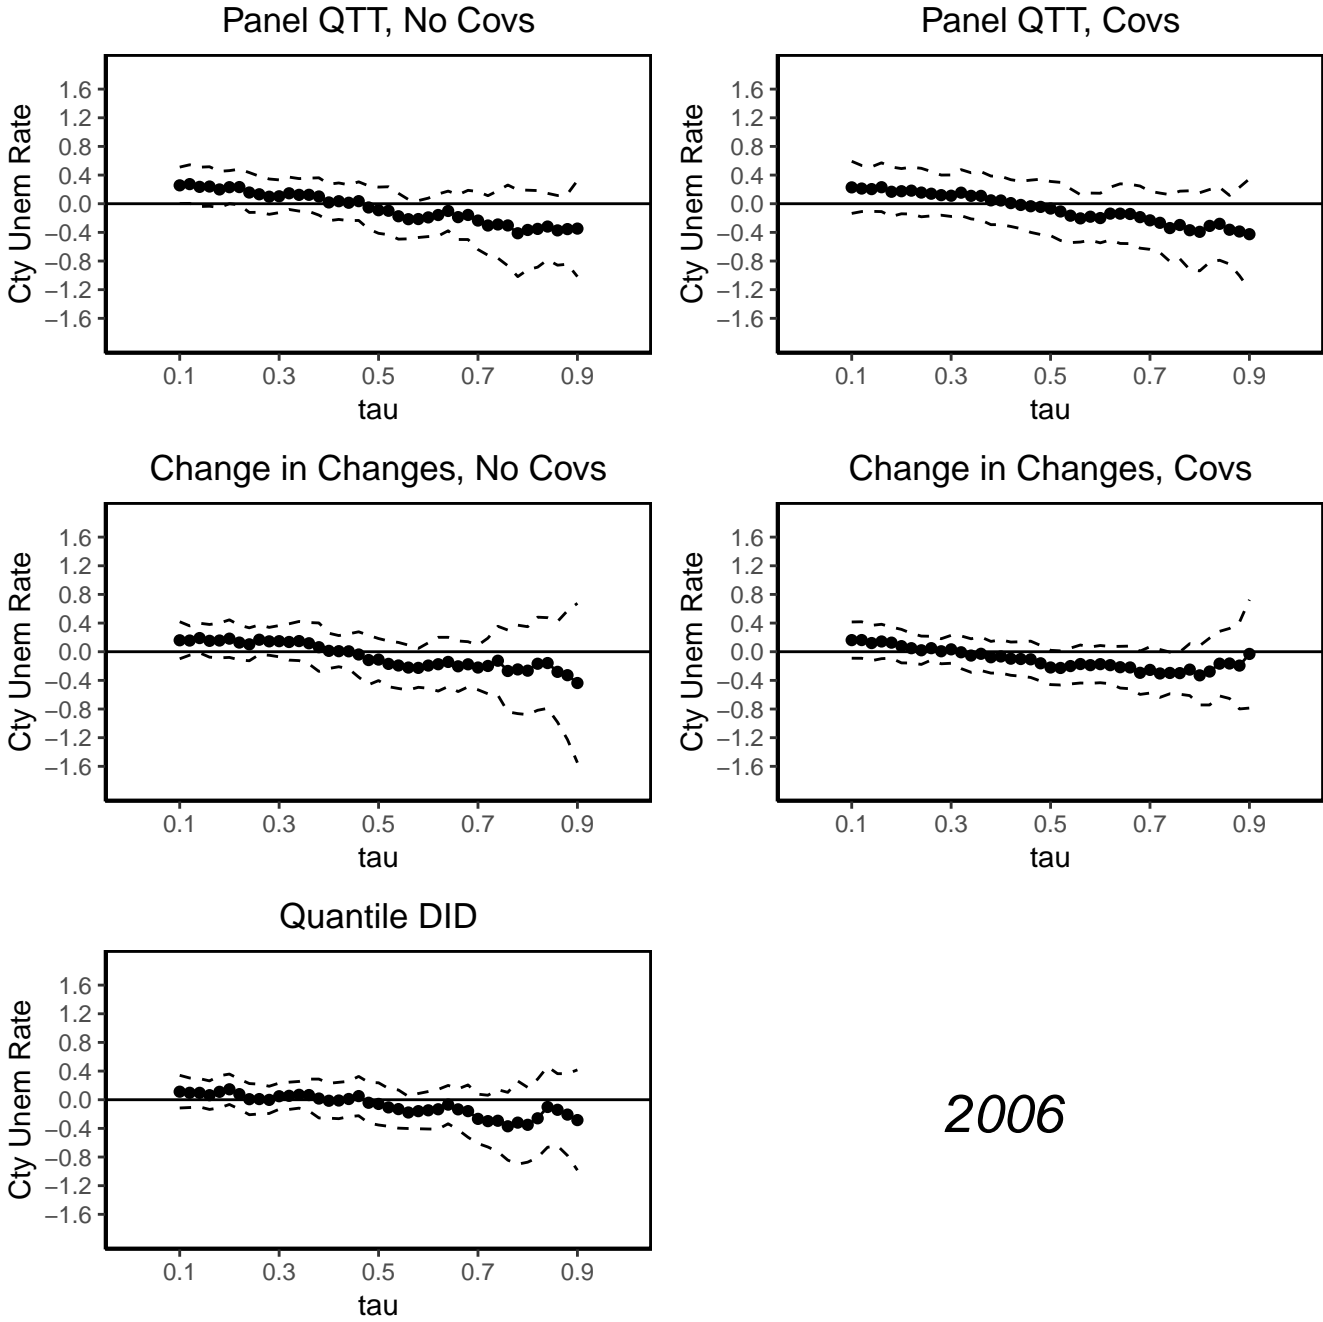 Panel QTT, No Covs
Cty Unem Rate
1.6
1.2
0.8
0.4
0.0
−0.4
−0.8
−1.2
−1.6
0.1 0.3 0.5 0.7 0.9
tau
Panel QTT, Covs
Cty Unem Rate
1.6
1.2
0.8
0.4
0.0
−0.4
−0.8
−1.2
−1.6
0.1 0.3 0.5 0.7 0.9
tau
Change in Changes, No Covs
Cty Unem Rate
1.6
1.2
0.8
0.4
0.0
−0.4
−0.8
−1.2
−1.6
0.1 0.3 0.5 0.7 0.9
tau
Change in Changes, Covs
Cty Unem Rate
1.6
1.2
0.8
0.4
0.0
−0.4
−0.8
−1.2
−1.6
0.1 0.3 0.5 0.7 0.9
tau
Quantile DID
Cty Unem Rate
1.6
1.2
0.8
0.4
0.0
−0.4
−0.8
−1.2
−1.6
0.1 0.3 0.5 0.7 0.9
tau
2006